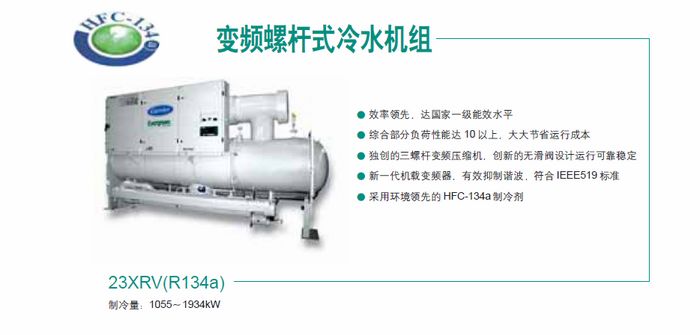 HFC-134a
变频螺杆式冷水机组
Carrier
Evergreen
效率领先，达国家一级能效水平
综合部分负荷性能达 10 以上，大大节省运行成本
独创的三螺杆变频压缩机，创新的无滑阀设计运行可靠稳定
新一代机载变频器，有效抑制谐波，符合 IEEE519 标准
采用环境领先的 HFC-134a 制冷剂
23XRV(R134a)
制冷量：1055～1934kW